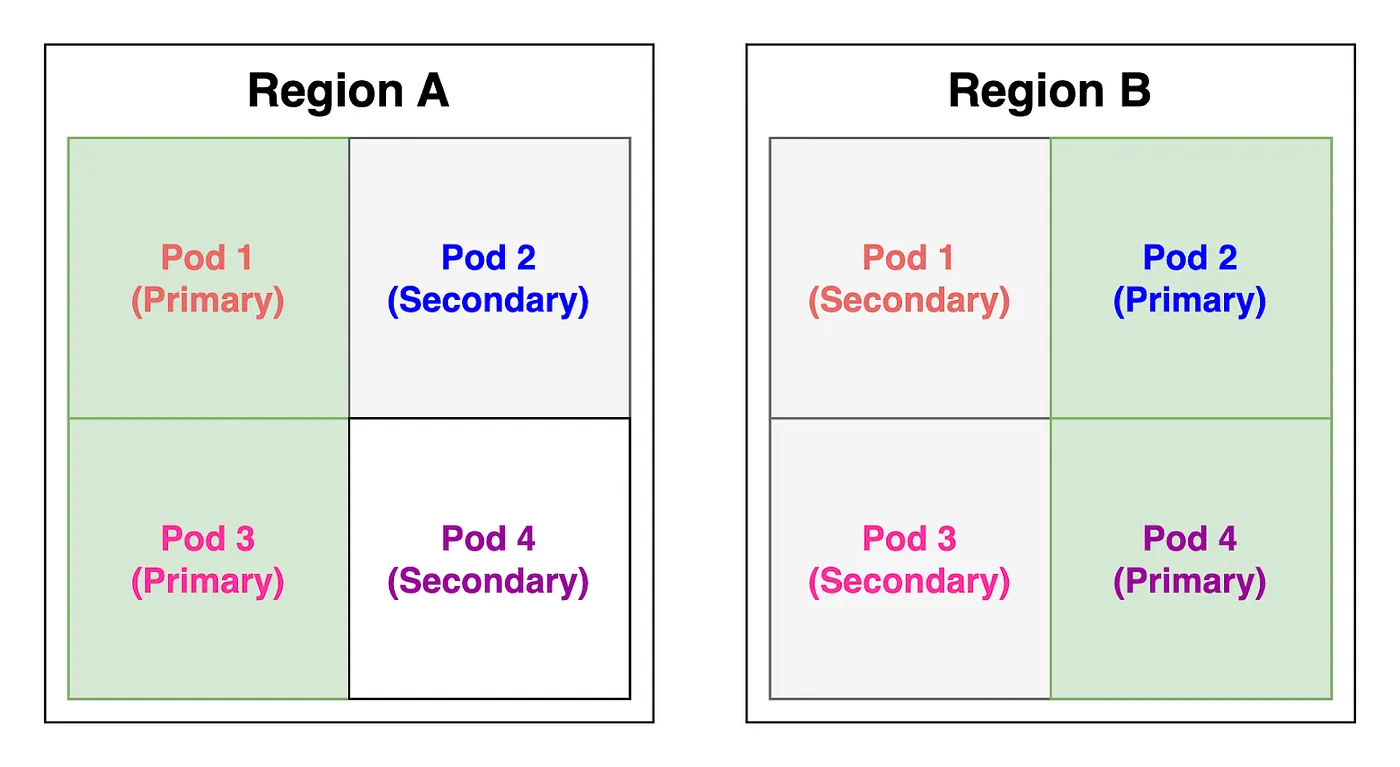 Region A
Pod 1
(Primary)
Pod 2
(Secondary)
Pod 3
(Primary)
Pod 4
(Secondary)
Region B
Pod 1
(Secondary)
Pod 2
(Primary)
Pod 3
(Secondary)
Pod 4
(Primary)